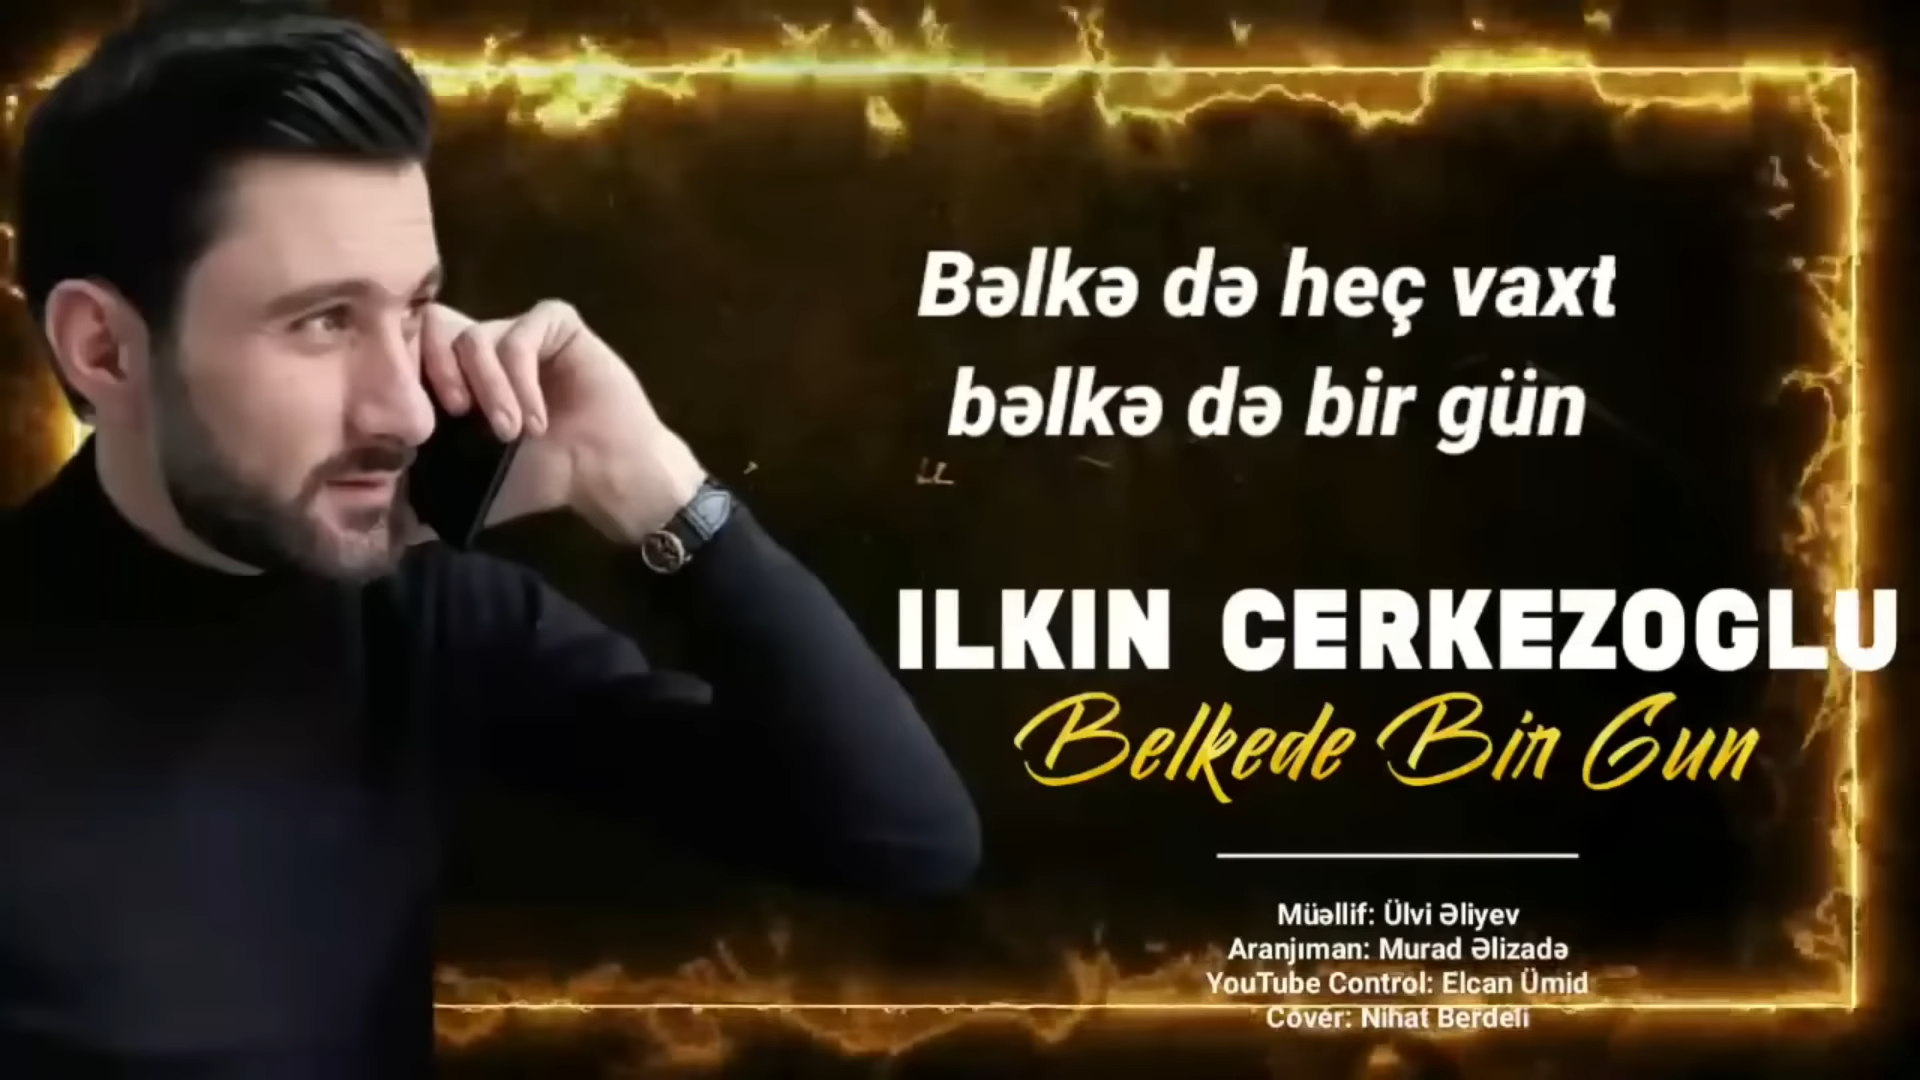 Bəlkə də heç vaxt
bəlkə də bir gün
ILKIN CERKEZOGLU
Belkede Bir Gun
Müəllif: Ülvi Əliyev
Aranjıman: Murad Əlizadə
YouTube Control: Elcan Ümid
Cover: Nihat Berdeli